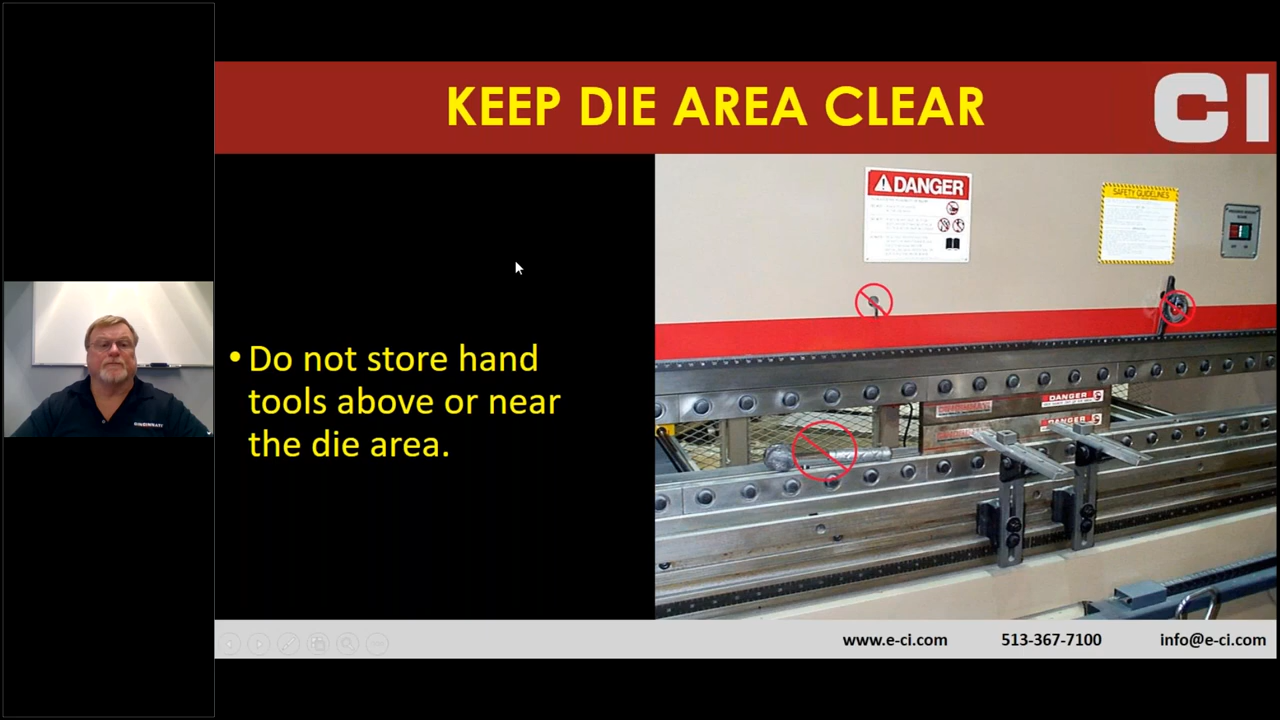 KEEP DIE AREA CLEAR
CI
DANGER
SAFETY GUIDELINES
• Do not store hand
tools above or near
the die area.
DANGER
DANGER
www.e-ci.com 513-367-7100 info@e-ci.com